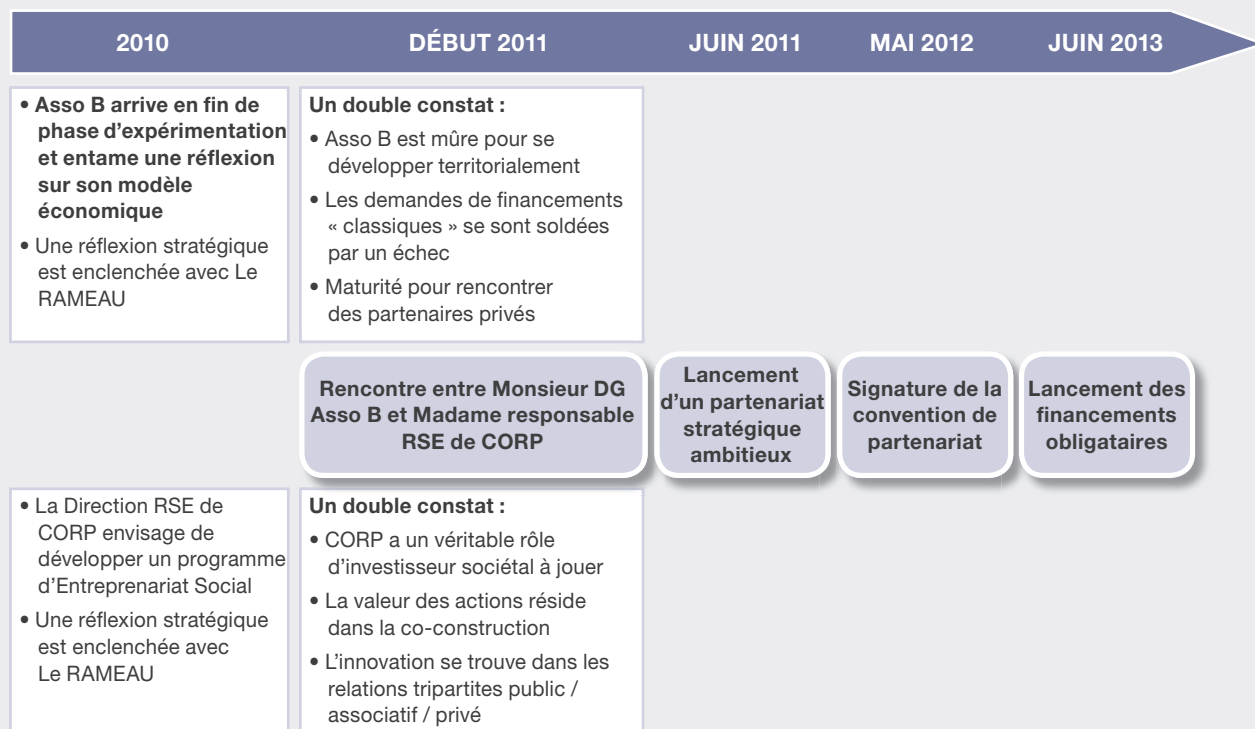 2010
DÉBUT 2011
JUIN 2011
MAI 2012
JUIN 2013
• Asso B arrive en fin de
phase d'expérimentation
et entame une réflexion
sur son modèle
économique
• Une réflexion stratégique
est enclenchée avec Le
RAMEAU
Un double constat :
• Asso B est mûre pour se
développer territorialement
• Les demandes de financements
« classiques » se sont soldées
par un échec
• Maturité pour rencontrer
des partenaires privés
Rencontre entre Monsieur DG
Asso B et Madame responsable
RSE de CORP
Lancement
d'un partenariat
stratégique
ambitieux
Signature de la
convention de
partenariat
Lancement des
financements
obligataires
• La Direction RSE de
CORP envisage de
développer un programme
d'Entreprenariat Social
• Une réflexion stratégique
est enclenchée avec
Le RAMEAU
Un double constat :
• CORP a un véritable rôle
d'investisseur sociétal à jouer
• La valeur des actions réside
dans la co-construction
• L'innovation se trouve dans les
relations tripartites public /
associatif / privé